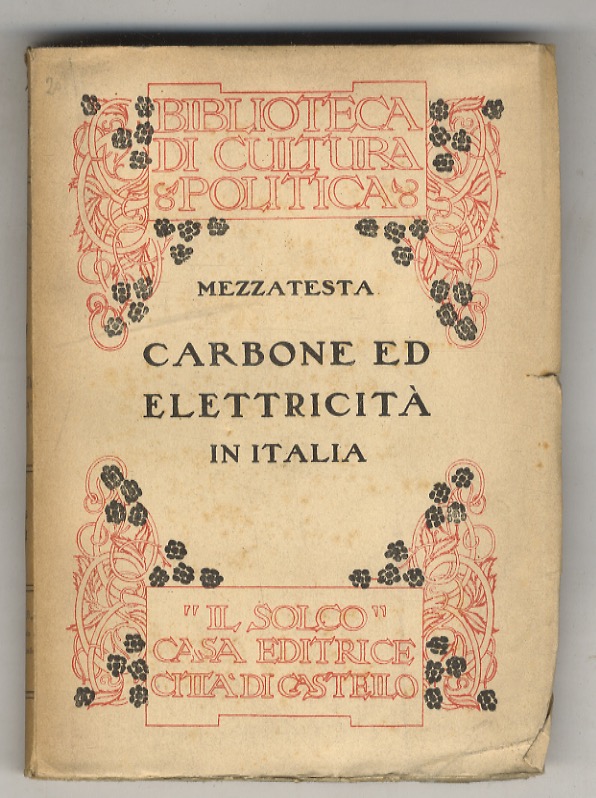 BIBLIOTECA
DI CULTURA
POLITICA
MEZZATESTA
CARBONE ED
ELETTRICITÀ
IN ITALIA
"IL SOLCO"
CASA EDITRICE
CITTÀ DI CASTELLO